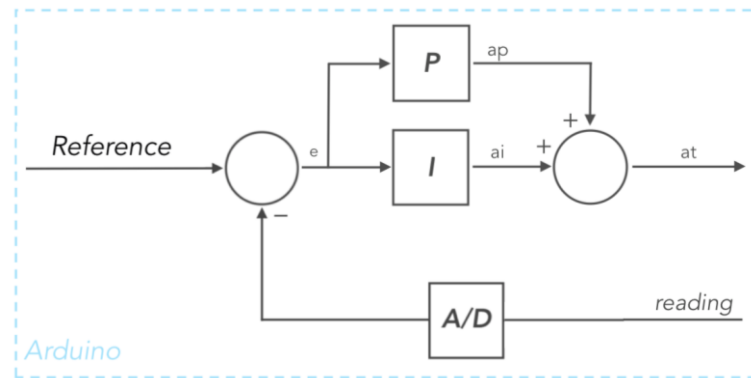 P
ap
Reference
+
+
e
I
ai
at
−
A/D
reading
Arduino